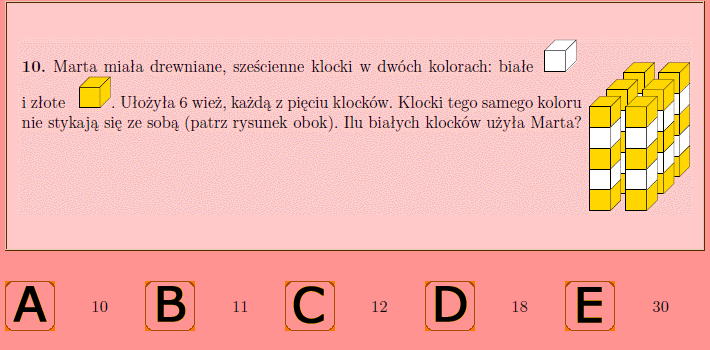 10. Marta miała drewniane, sześcienne klocki w dwóch kolorach: białe
i złote . Ułożyła 6 wież, każdą z pięciu klocków. Klocki tego samego koloru
nie stykają się ze sobą (patrz rysunek obok). Ilu białych klocków użyła Marta?
A 10 B 11 C 12 D 18 E 30